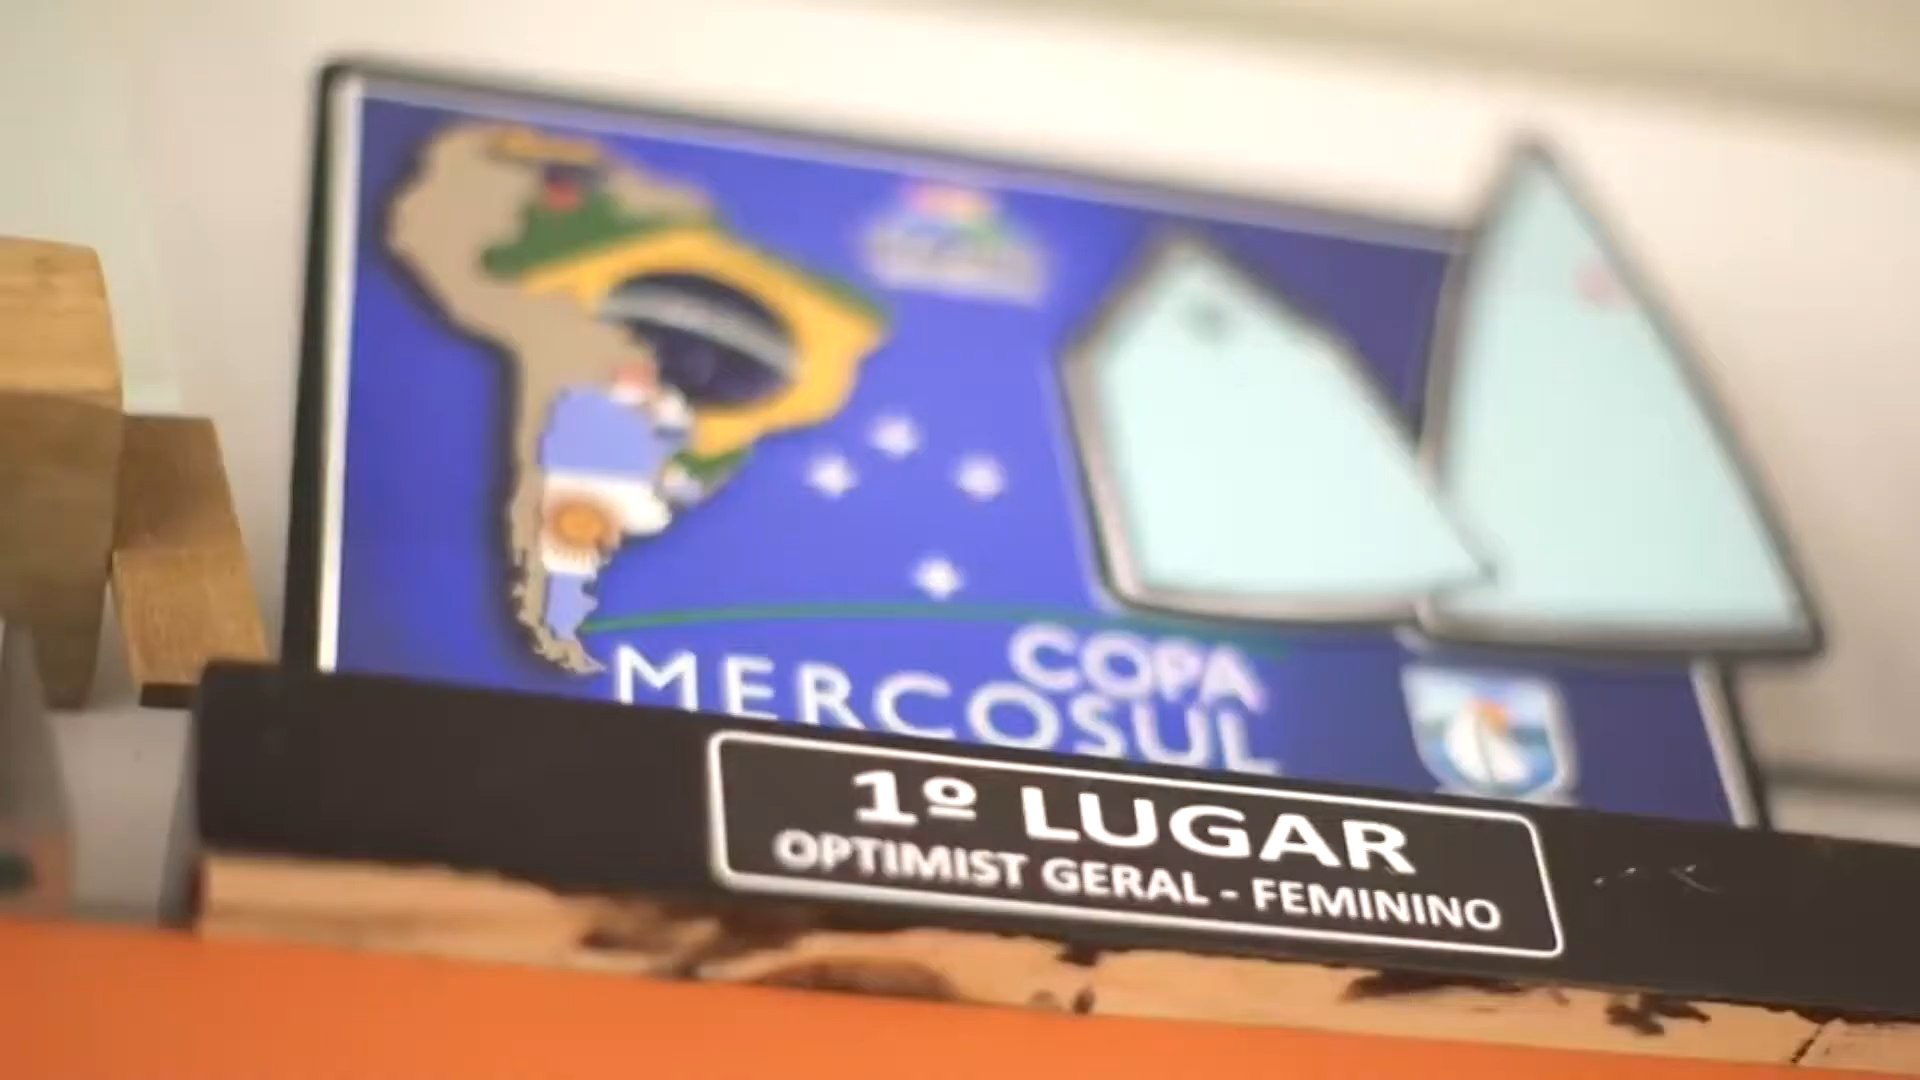 COPA
MERCOSUL
1º LUGAR
OPTIMIST GERAL - FEMININO